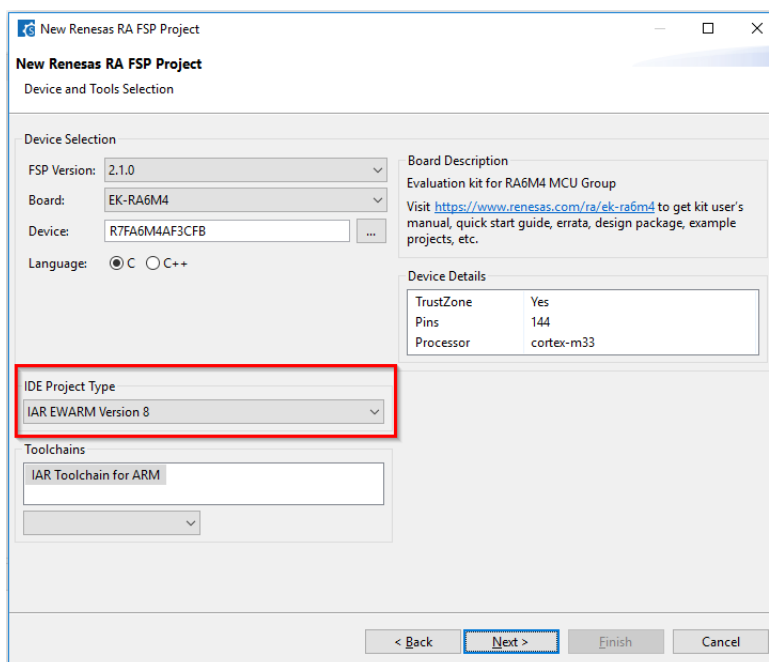 New Renesas RA FSP Project
New Renesas RA FSP Project
Device and Tools Selection
Device Selection
FSP Version: 2.1.0
Board: EK-RA6M4
Device: R7FA6M4AF3CFB ...
Language: C C++
Board Description
Evaluation kit for RA6M4 MCU Group
Visit https://www.renesas.com/ra/ek-ra6m4 to get kit user's
manual, quick start guide, errata, design package, example
projects, etc.
Device Details
TrustZone Yes
Pins 144
Processor cortex-m33
IDE Project Type
IAR EWARM Version 8
Toolchains
IAR Toolchain for ARM
< Back Next > Finish Cancel